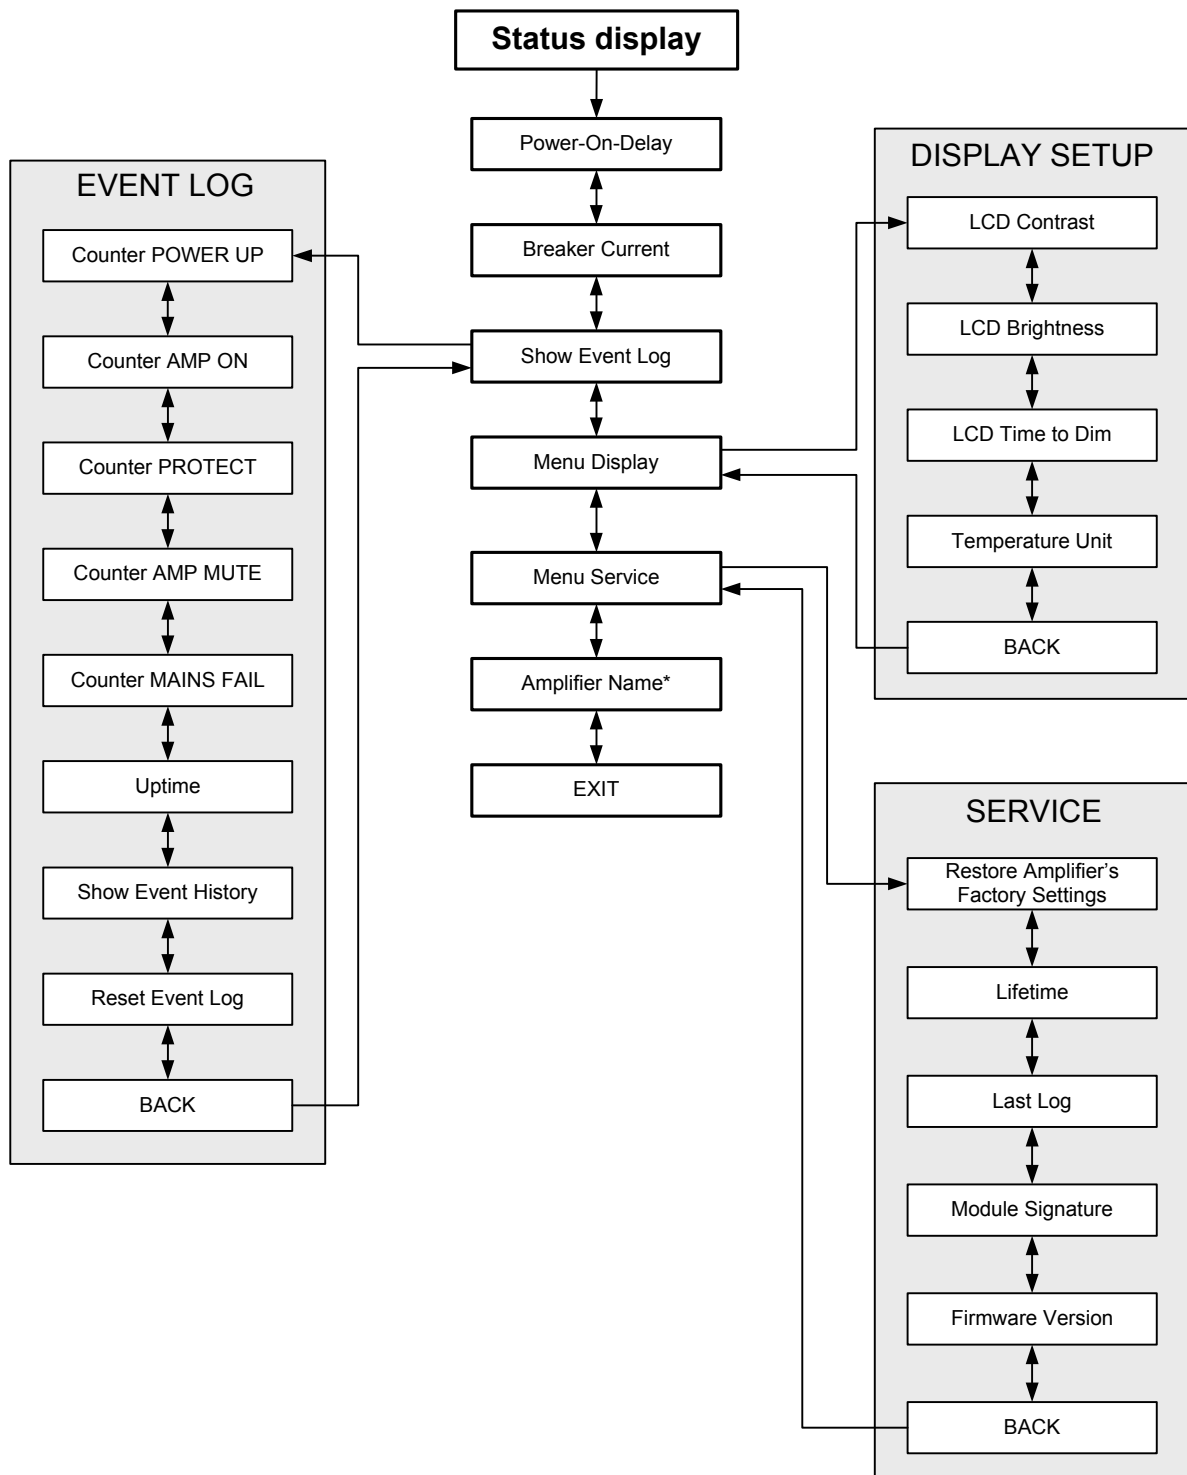 Status display
Power-On-Delay
Breaker Current
Show Event Log
Menu Display
Menu Service
Amplifier Name*
EXIT
EVENT LOG
Counter POWER UP
Counter AMP ON
Counter PROTECT
Counter AMP MUTE
Counter MAINS FAIL
Uptime
Show Event History
Reset Event Log
BACK
DISPLAY SETUP
LCD Contrast
LCD Brightness
LCD Time to Dim
Temperature Unit
BACK
SERVICE
Restore Amplifier’s
Factory Settings
Lifetime
Last Log
Module Signature
Firmware Version
BACK